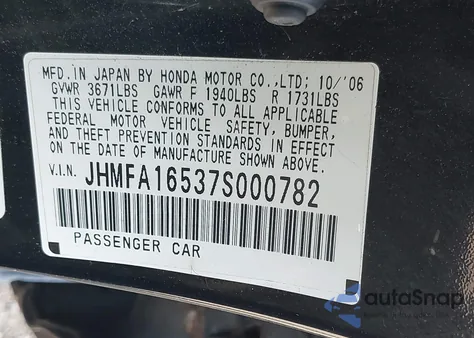 MFD. IN JAPAN BY HONDA MOTOR CO.,LTD; 10/'06
GVWR 3671LBS GAWR F 1940LBS R 1731LBS
THIS VEHICLE CONFORMS TO ALL APPLICABLE
FEDERAL MOTOR VEHICLE SAFETY, BUMPER,
AND THEFT PREVENTION STANDARDS IN EFFECT
ON THE DATE OF MANUFACTURE SHOWN ABOVE.
V.I.N. JHMFA16537S000782
PASSENGER CAR
autoSnap